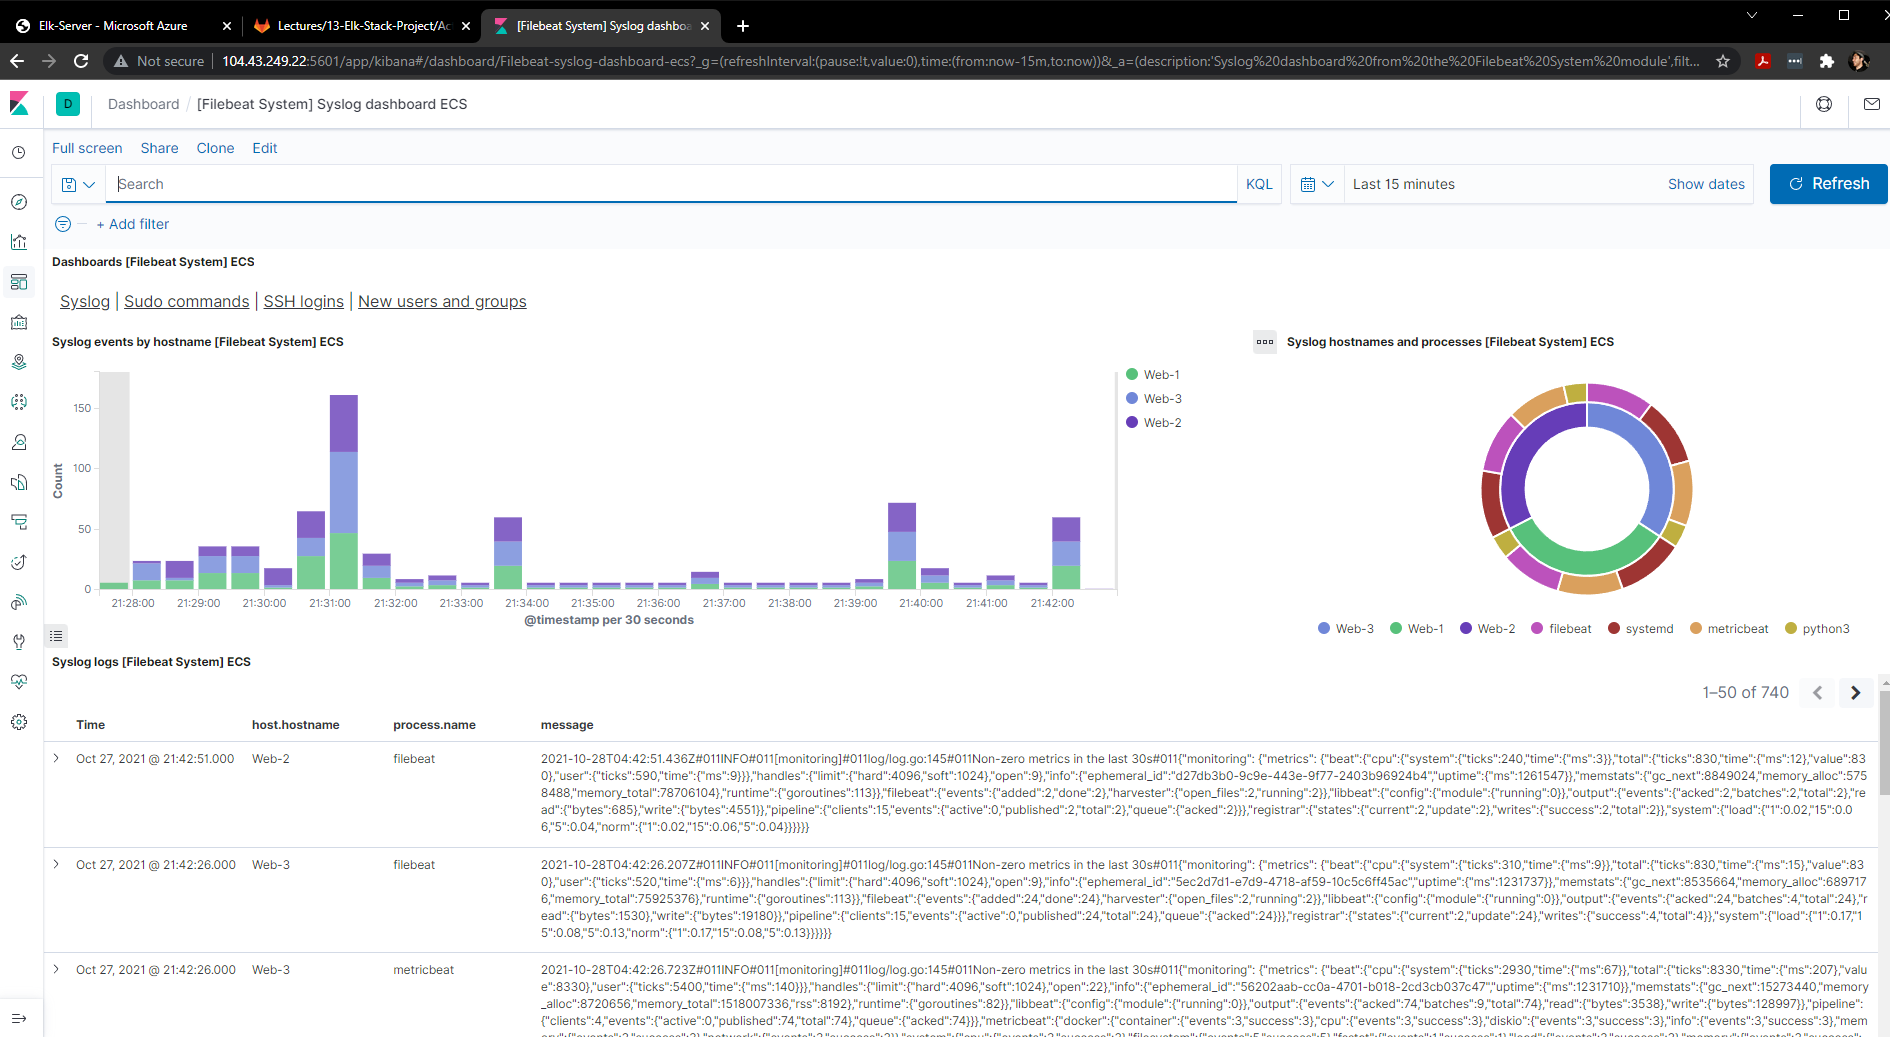 Elk-Server - Microsoft Azure
Lectures/13-Elk-Stack-Project/Ac
[Filebeat System] Syslog dashboa
Not secure
104.43.249.22:5601/app/kibana#/dashboard/Filebeat-syslog-dashboard-ecs?_g=(refreshInterval:(pause:!t,value:0),time:(from:now-15m,to:now))&_a=(description:'Syslog%20dashboard%20from%20the%20Filebeat%20System%20module',filt...
D
Dashboard / [Filebeat System] Syslog dashboard ECS
Full screen Share Clone Edit
Search
KQL
Last 15 minutes
Show dates
Refresh
+ Add filter
Dashboards [Filebeat System] ECS
Syslog | Sudo commands | SSH logins | New users and groups
Syslog events by hostname [Filebeat System] ECS
Count
150
100
50
0
21:28:00 21:29:00 21:30:00 21:31:00 21:32:00 21:33:00 21:34:00 21:35:00 21:36:00 21:37:00 21:38:00 21:39:00 21:40:00 21:41:00 21:42:00
@timestamp per 30 seconds
Web-1
Web-3
Web-2
Syslog hostnames and processes [Filebeat System] ECS
Web-3 Web-1 Web-2 filebeat systemd metricbeat python3
Syslog logs [Filebeat System] ECS
1–50 of 740
Time host.hostname process.name message
Oct 27, 2021 @ 21:42:51.000 Web-2 filebeat 2021-10-28T04:42:51.436Z#011INFO#011[monitoring]#011log/log.go:145#011Non-zero metrics in the last 30s#011{"monitoring": {"metrics": {"beat":{"cpu":{"system":{"ticks":240,"time":{"ms":3}},"total":{"ticks":830,"time":{"ms":12},"value":83
0},"user":{"ticks":590,"time":{"ms":9}}},"handles":{"limit":{"hard":4096,"soft":1024},"open":9},"info":{"ephemeral_id":"d27db3b0-9c9e-443e-9f77-2403b96924b4","uptime":{"ms":1261547}},"memstats":{"gc_next":8849024,"memory_alloc":575
8488,"memory_total":78706104},"runtime":{"goroutines":113}},"filebeat":{"events":{"added":2,"done":2},"harvester":{"open_files":2,"running":2}},"libbeat":{"config":{"module":{"running":0}},"output":{"events":{"acked":2,"batches":2,"total":2},"re
ad":{"bytes":685},"write":{"bytes":4551}},"pipeline":{"clients":15,"events":{"active":0,"published":2,"total":2},"queue":{"acked":2}}},"registrar":{"states":{"current":2,"update":2},"writes":{"success":2,"total":2}},"system":{"load":{"1":0.02,"15":0.0
6,"5":0.04,"norm":{"1":0.02,"15":0.06,"5":0.04}}}}}}
Oct 27, 2021 @ 21:42:26.000 Web-3 filebeat 2021-10-28T04:42:26.207Z#011INFO#011[monitoring]#011log/log.go:145#011Non-zero metrics in the last 30s#011{"monitoring": {"metrics": {"beat":{"cpu":{"system":{"ticks":310,"time":{"ms":9}},"total":{"ticks":830,"time":{"ms":15},"value":83
0},"user":{"ticks":520,"time":{"ms":6}}},"handles":{"limit":{"hard":4096,"soft":1024},"open":9},"info":{"ephemeral_id":"5ec2d7d1-e7d9-4718-af59-10c5c6ff45ac","uptime":{"ms":1231737}},"memstats":{"gc_next":8535664,"memory_alloc":689717
6,"memory_total":75925376},"runtime":{"goroutines":113}},"filebeat":{"events":{"added":24,"done":24},"harvester":{"open_files":2,"running":2}},"libbeat":{"config":{"module":{"running":0}},"output":{"events":{"acked":24,"batches":4,"total":24},"r
ead":{"bytes":1530},"write":{"bytes":19180}},"pipeline":{"clients":15,"events":{"active":0,"published":24,"total":24},"queue":{"acked":24}}},"registrar":{"states":{"current":2,"update":24},"writes":{"success":4,"total":4}},"system":{"load":{"1":0.17,"15
":0.08,"5":0.13,"norm":{"1":0.17,"15":0.08,"5":0.13}}}}}}
Oct 27, 2021 @ 21:42:26.000 Web-3 metricbeat 2021-10-28T04:42:26.723Z#011INFO#011[monitoring]#011log/log.go:145#011Non-zero metrics in the last 30s#011{"monitoring": {"metrics": {"beat":{"cpu":{"system":{"ticks":2930,"time":{"ms":67}},"total":{"ticks":8330,"time":{"ms":207},"valu
e":8330},"user":{"ticks":5400,"time":{"ms":140}}},"handles":{"limit":{"hard":4096,"soft":1024},"open":22},"info":{"ephemeral_id":"56202aab-cc0a-4701-b018-2cd3cb037c47","uptime":{"ms":1231710}},"memstats":{"gc_next":15273440,"memory
_alloc":8720656,"memory_total":1518007336,"rss":8192},"runtime":{"goroutines":82}},"libbeat":{"config":{"module":{"running":0}},"output":{"events":{"acked":74,"batches":9,"total":74},"read":{"bytes":3538},"write":{"bytes":128997}},"pipeline":
{"clients":4,"events":{"active":0,"published":74,"total":74},"queue":{"acked":74}}},"metricbeat":{"docker":{"container":{"events":3,"success":3},"cpu":{"events":3,"success":3},"diskio":{"events":3,"success":3},"info":{"events":3,"success":3},"mem